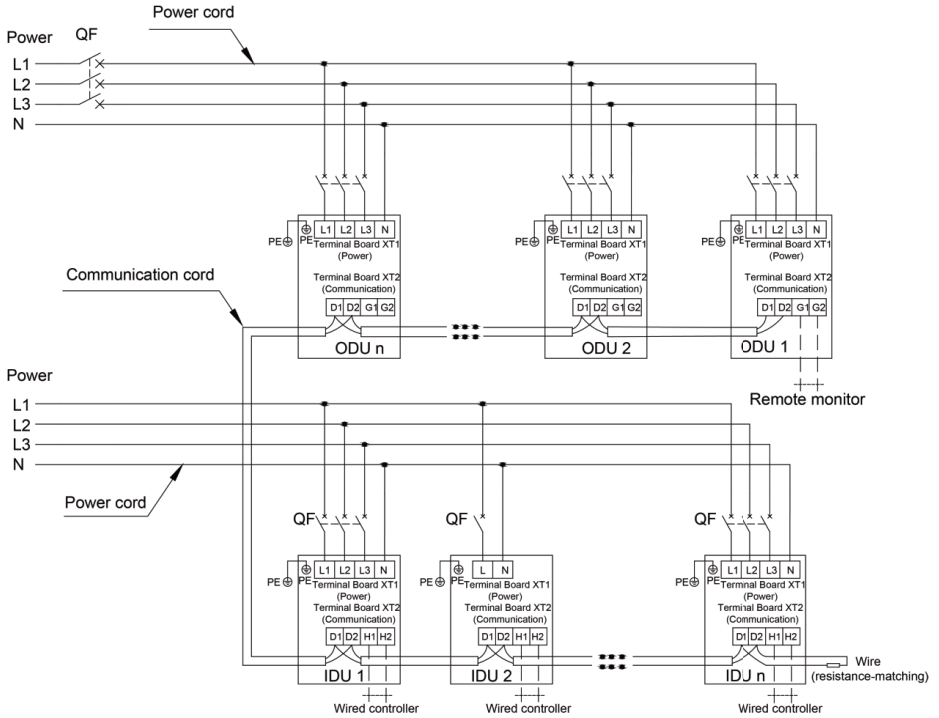 Power cord
Power
QF
L1
L2
L3
N
PE
PE
L1 L2 L3 N
Terminal Board XT1
(Power)
Terminal Board XT2
(Communication)
D1 D2 G1 G2
ODU n
PE
PE
L1 L2 L3 N
Terminal Board XT1
(Power)
Terminal Board XT2
(Communication)
D1 D2 G1 G2
ODU 2
PE
PE
L1 L2 L3 N
Terminal Board XT1
(Power)
Terminal Board XT2
(Communication)
D1 D2 G1 G2
ODU 1
Remote monitor
Communication cord
Power
L1
L2
L3
N
Power cord
QF
PE
PE
L1 L2 L3 N
Terminal Board XT1
(Power)
Terminal Board XT2
(Communication)
D1 D2 H1 H2
IDU 1
Wired controller
QF
PE
PE
L N
Terminal Board XT1
(Power)
Terminal Board XT2
(Communication)
D1 D2 H1 H2
IDU 2
Wired controller
QF
PE
PE
L1 L2 L3 N
Terminal Board XT1
(Power)
Terminal Board XT2
(Communication)
D1 D2 H1 H2
IDU n
Wired controller
Wire
(resistance-matching)